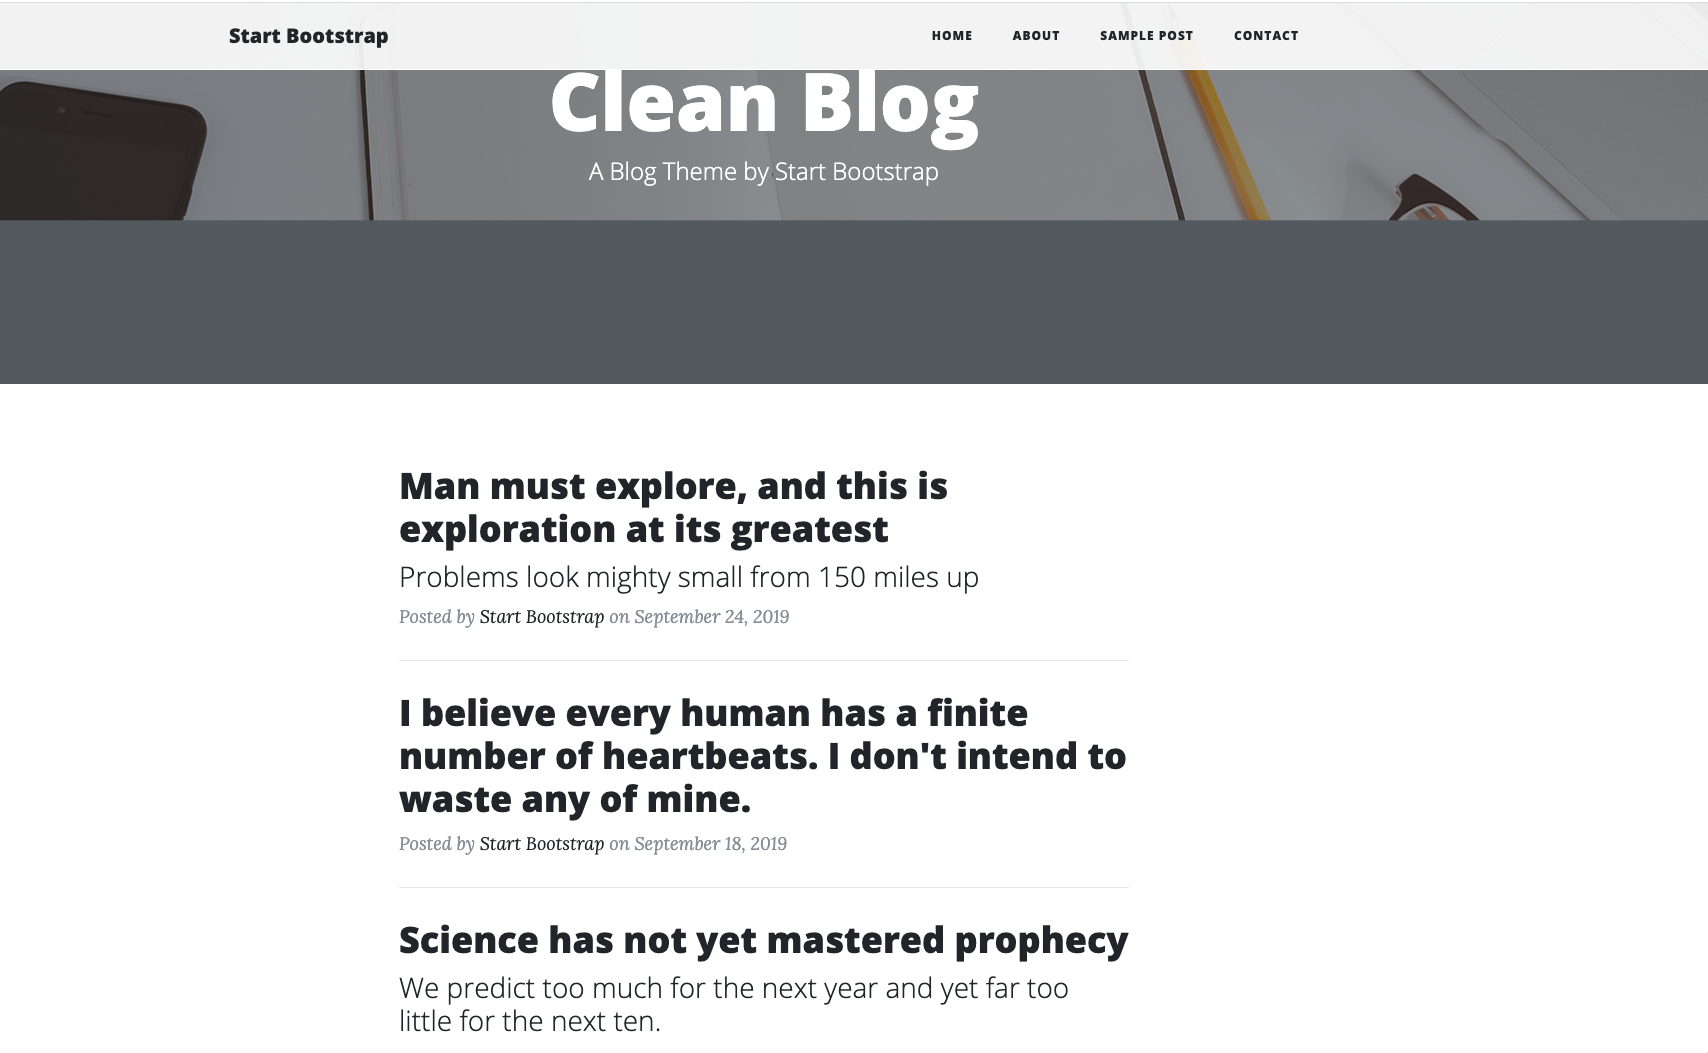 Start Bootstrap HOME ABOUT SAMPLE POST CONTACT
Clean Blog
A Blog Theme by Start Bootstrap
Man must explore, and this is
exploration at its greatest
Problems look mighty small from 150 miles up
Posted by Start Bootstrap on September 24, 2019
I believe every human has a finite
number of heartbeats. I don't intend to
waste any of mine.
Posted by Start Bootstrap on September 18, 2019
Science has not yet mastered prophecy
We predict too much for the next year and yet far too
little for the next ten.